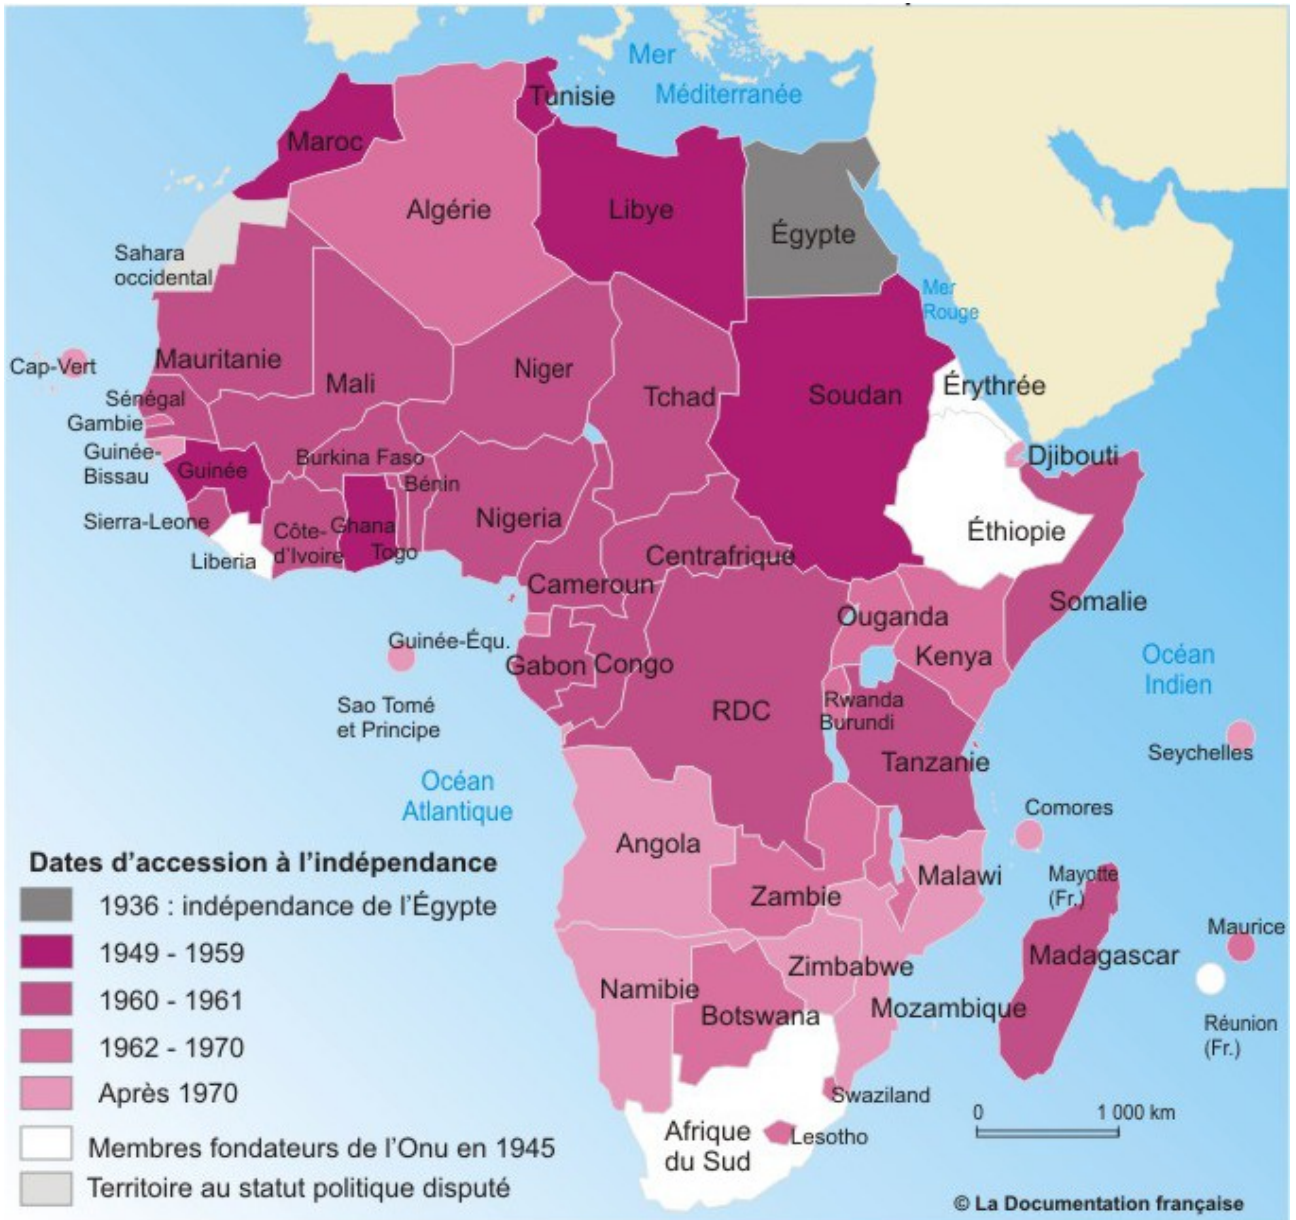 Mer
Méditerranée
Tunisie
Maroc
Algérie
Libye
Égypte
Sahara
occidental
Mer
Rouge
Cap-Vert
Mauritanie
Mali
Niger
Tchad
Soudan
Érythrée
Sénégal
Gambie
Guinée-
Bissau
Guinée
Burkina Faso
Bénin
Djibouti
Sierra-Leone
Liberia
Côte-
d'Ivoire
Ghana
Togo
Nigeria
Centrafrique
Éthiopie
Cameroun
Somalie
Ouganda
Kenya
Guinée-Équ.
Gabon
Congo
Océan
Indien
Sao Tomé
et Principe
RDC
Rwanda
Burundi
Tanzanie
Seychelles
Océan
Atlantique
Comores
Angola
Malawi
Zambie
Mayotte
(Fr.)
Maurice
Madagascar
Zimbabwe
Namibie
Botswana
Mozambique
Réunion
(Fr.)
Swaziland
Afrique
du Sud
Lesotho
0 1 000 km
Dates d'accession à l'indépendance
1936 : indépendance de l'Égypte
1949 - 1959
1960 - 1961
1962 - 1970
Après 1970
Membres fondateurs de l'Onu en 1945
Territoire au statut politique disputé
© La Documentation française